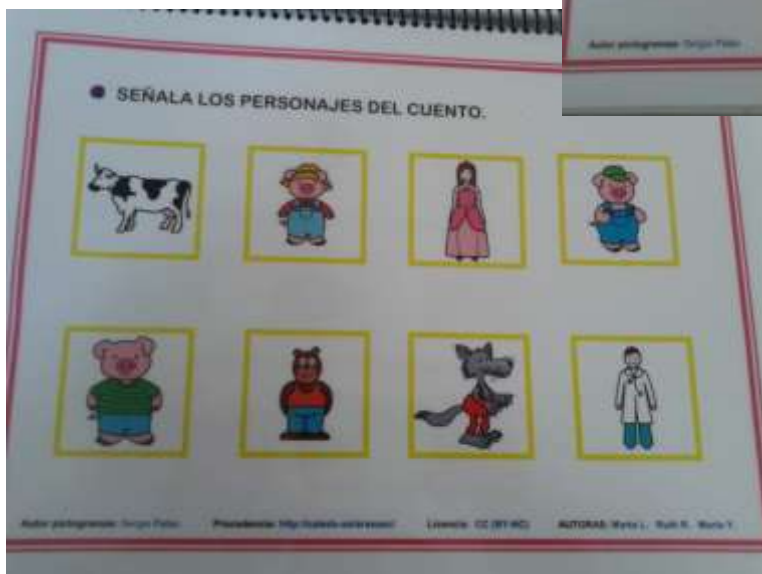 Autor pictogramas: Sergio Palao
SEÑALA LOS PERSONAJES DEL CUENTO.
Autor pictogramas: Sergio Palao Procedencia: http://catedu.es/arasaac/ Licencia: CC (BY-NC) AUTORAS: Marta L. Ruth R. María V.